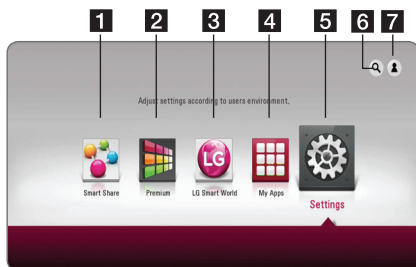 1 2 3 4 5 6 7
Adjust settings according to users environment.
LG
Smart Share Premium LG Smart World My Apps
Settings